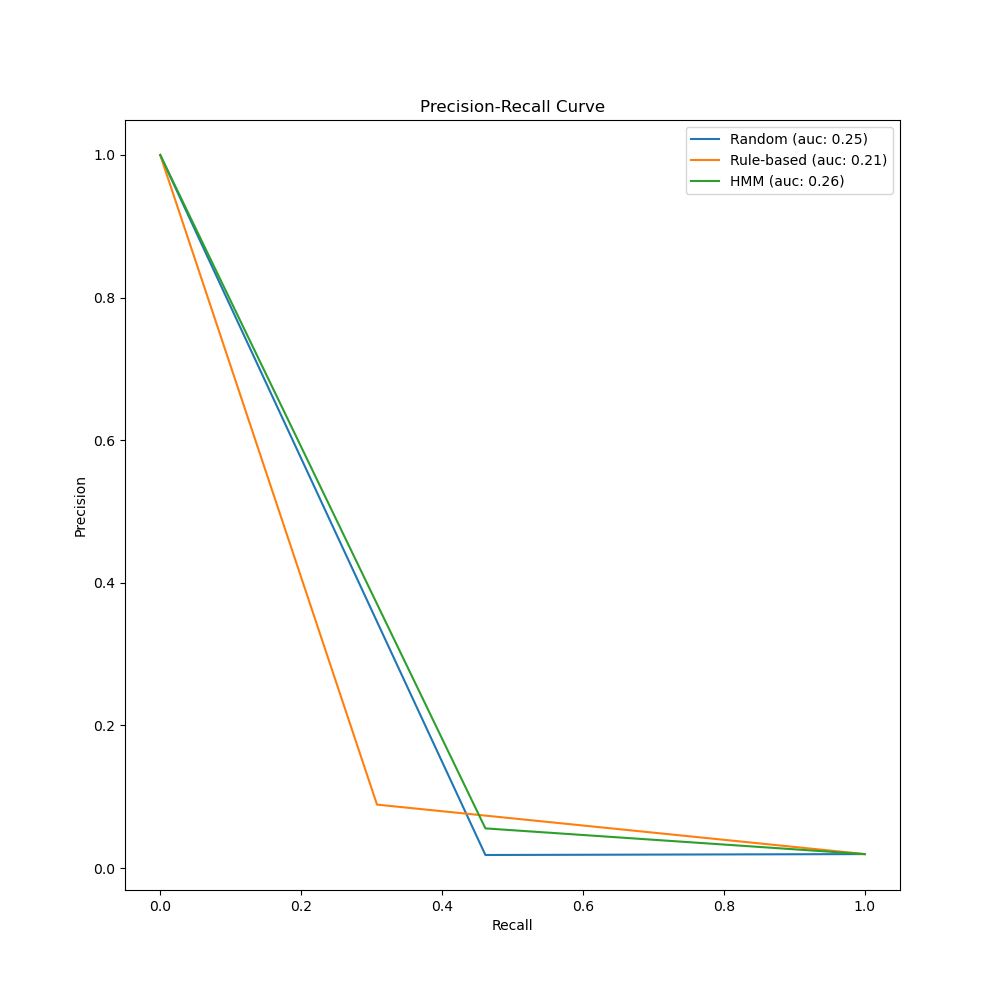 Precision-Recall Curve
Random (auc: 0.25)
Rule-based (auc: 0.21)
HMM (auc: 0.26)
1.0
0.8
0.6
0.4
0.2
0.0
Precision
0.0 0.2 0.4 0.6 0.8 1.0
Recall